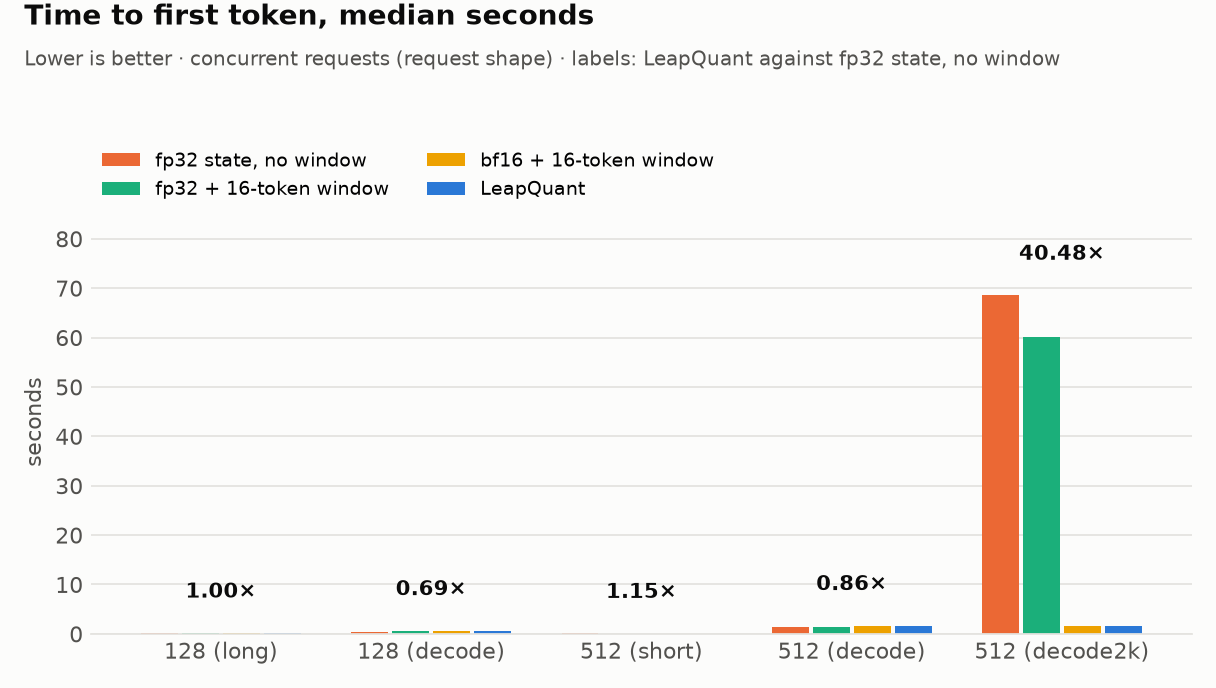 Time to first token, median seconds
Lower is better · concurrent requests (request shape) · labels: LeapQuant against fp32 state, no window
fp32 state, no window
bf16 + 16-token window
fp32 + 16-token window
LeapQuant
80
70
60
50
40
30
20
10
0
seconds
1.00×
0.69×
1.15×
0.86×
40.48×
128 (long)
128 (decode)
512 (short)
512 (decode)
512 (decode2k)